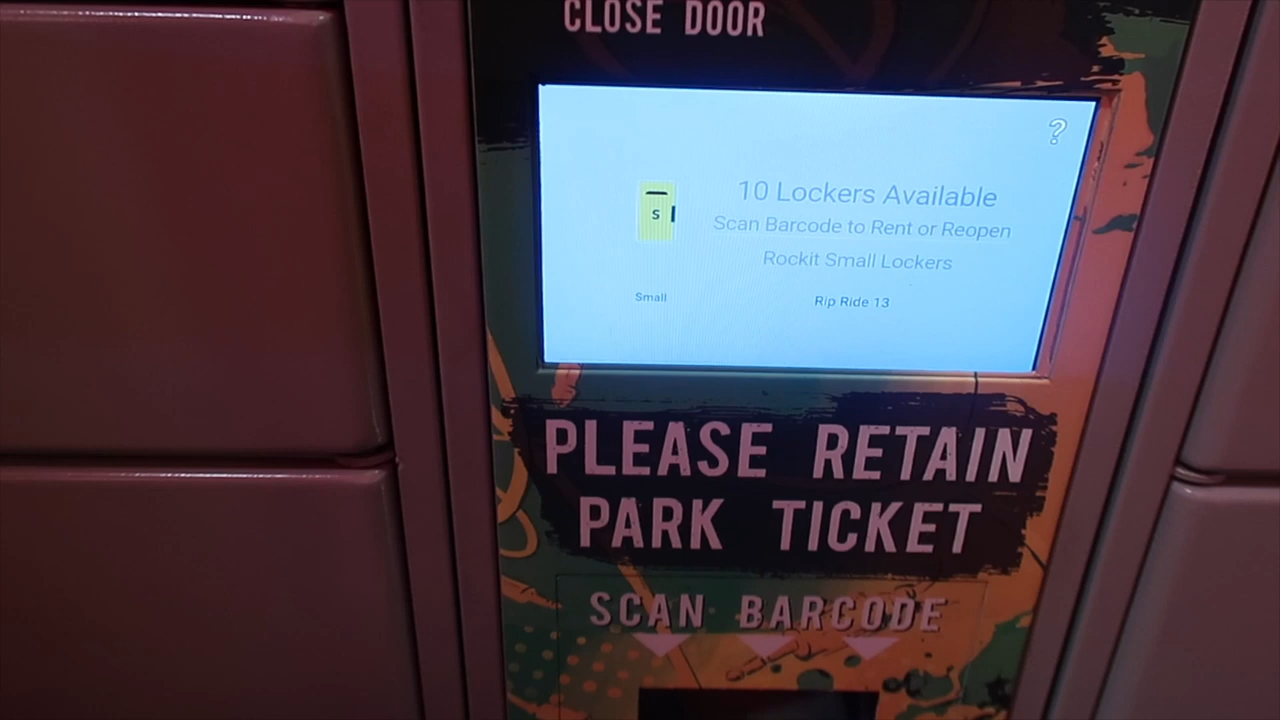 CLOSE DOOR
?
10 Lockers Available
S
Scan Barcode to Rent or Reopen
Rockit Small Lockers
Small
Rip Ride 13
PLEASE RETAIN
PARK TICKET
SCAN BARCODE